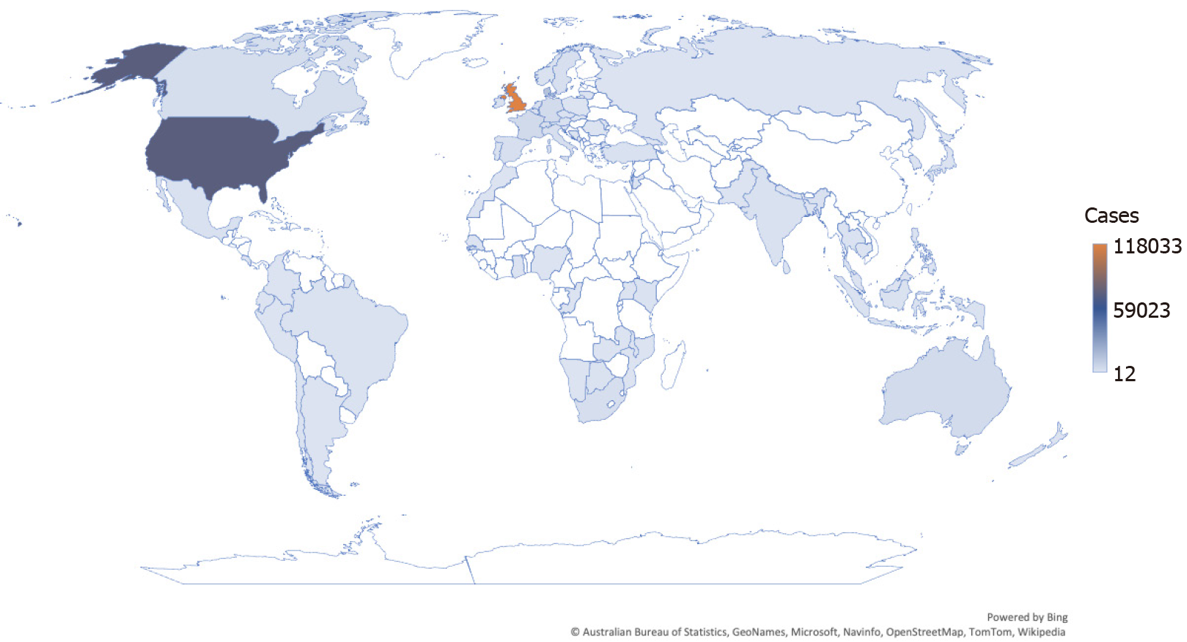 Cases
118033
59023
12
Powered by Bing
© Australian Bureau of Statistics, GeoNames, Microsoft, Navinfo, OpenStreetMap, TomTom, Wikipedia